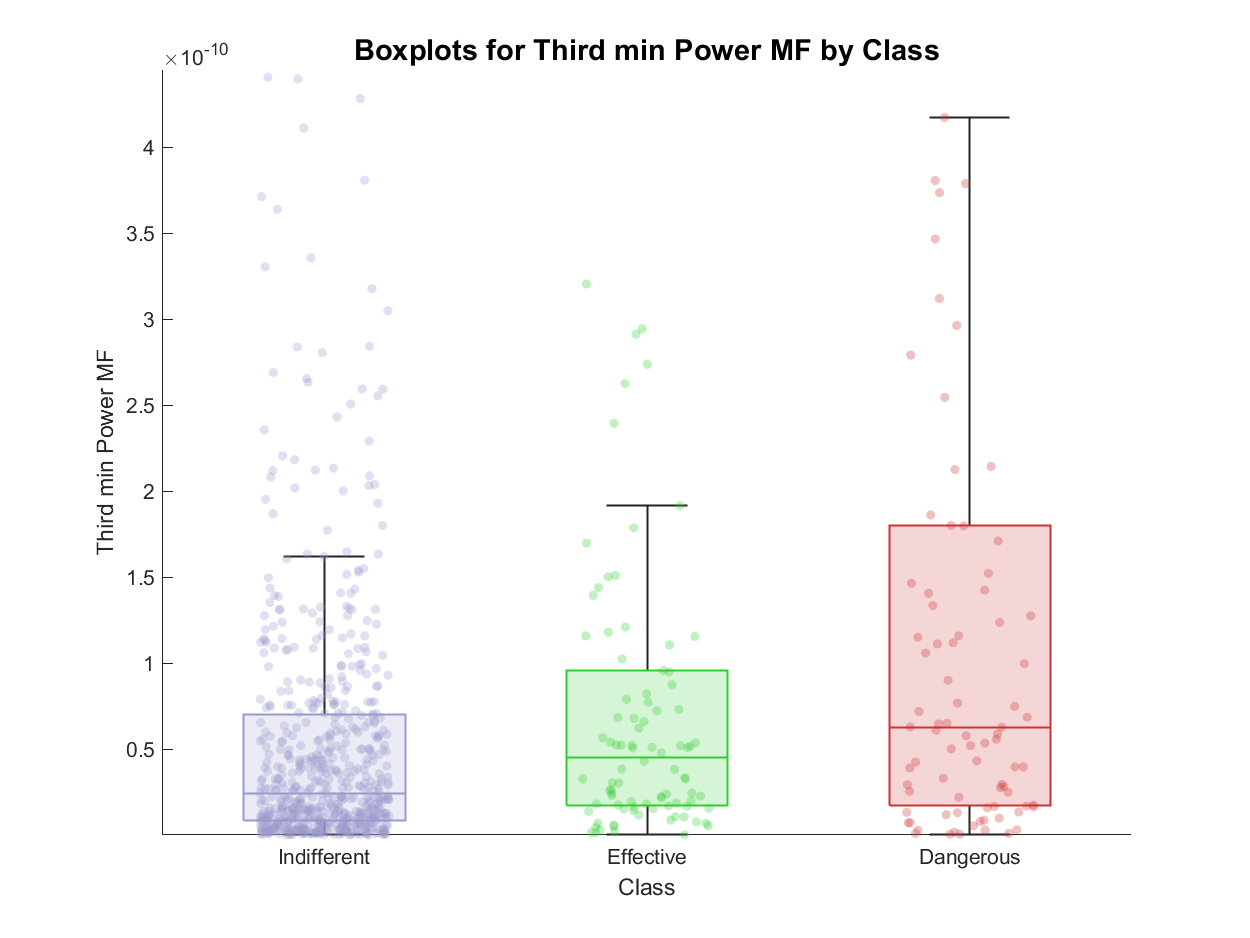 Boxplots for Third min Power MF by Class
×10-10
4
3.5
3
2.5
2
1.5
1
0.5
Third min Power MF
Indifferent Effective Dangerous
Class